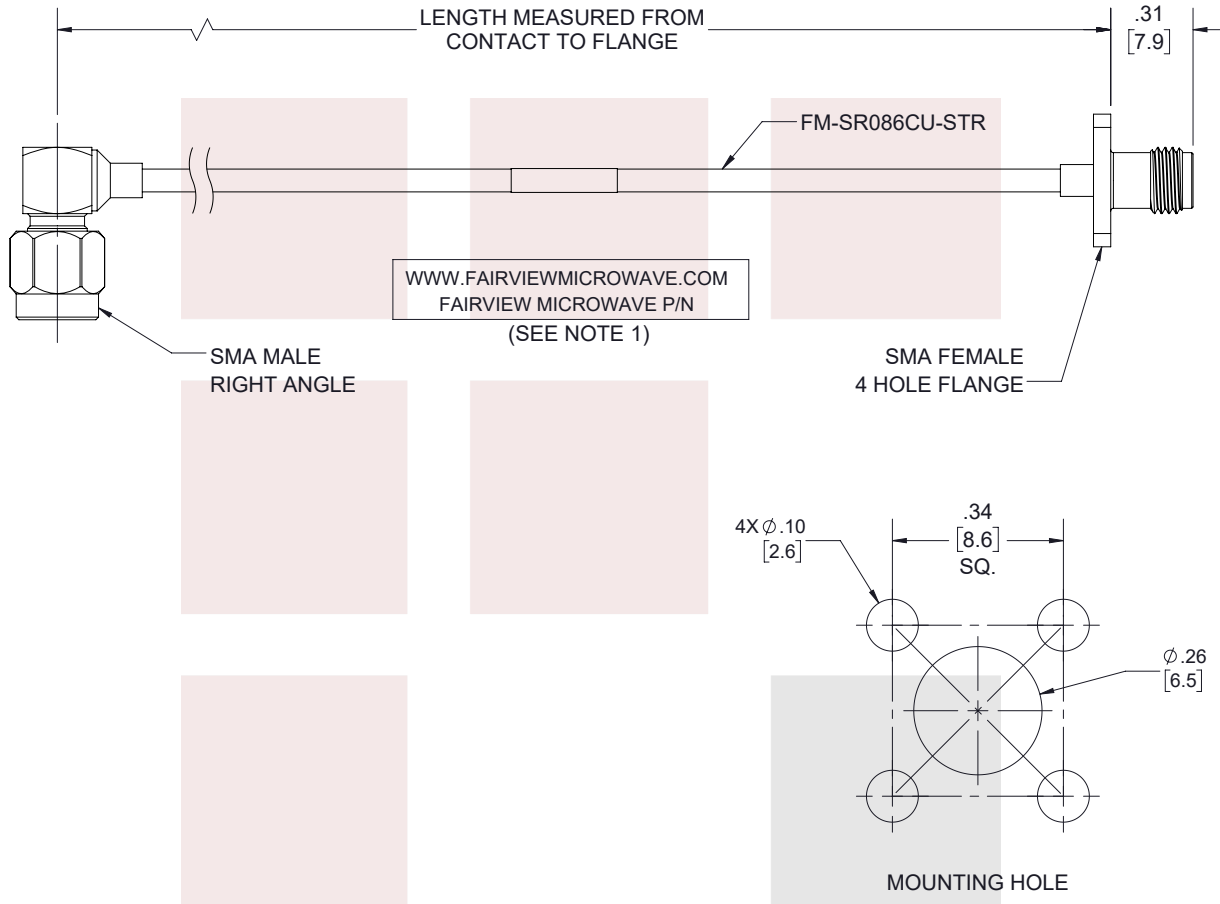 LENGTH MEASURED FROM
CONTACT TO FLANGE
.31
[7.9]
FM-SR086CU-STR
WWW.FAIRVIEWMICROWAVE.COM
FAIRVIEW MICROWAVE P/N
(SEE NOTE 1)
SMA MALE
RIGHT ANGLE
SMA FEMALE
4 HOLE FLANGE
4X ∅ .10
[2.6]
.34
[8.6]
SQ.
∅ .26
[6.5]
MOUNTING HOLE